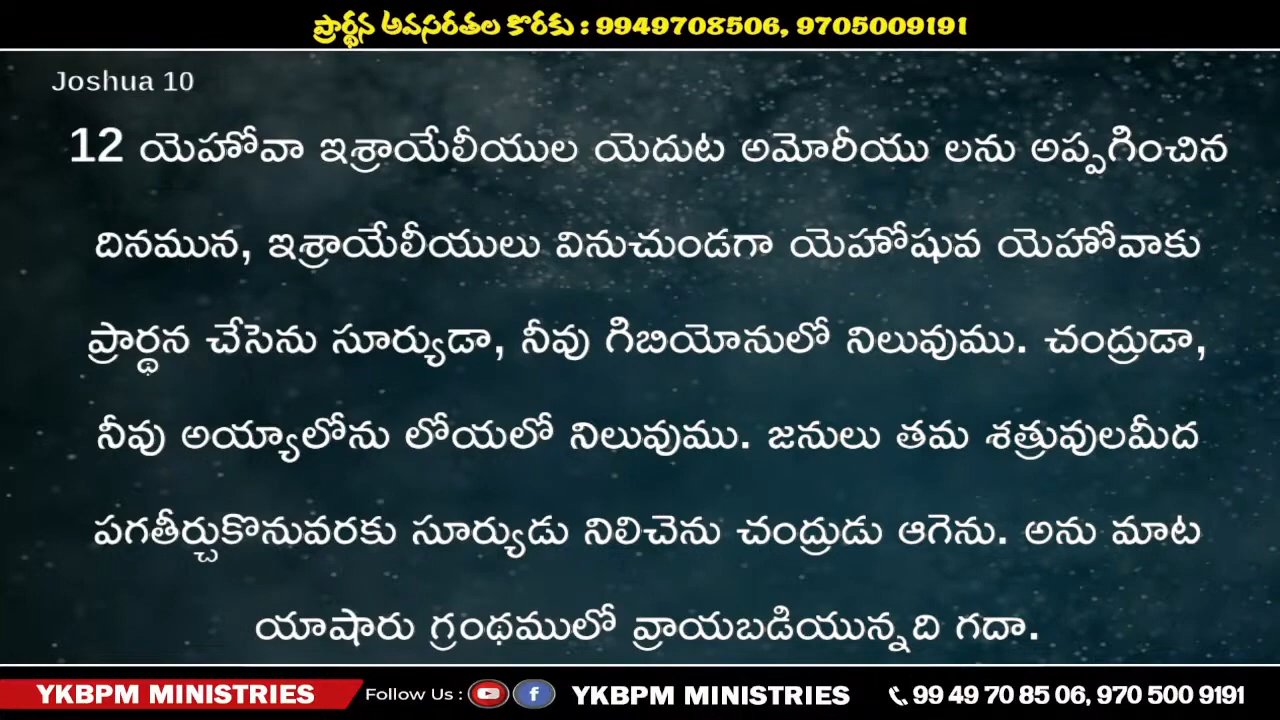 ప్రార్థన అవసరతల కొరకు : 9949708506, 9705009191
Joshua 10
12 యెహోవా ఇశ్రాయేలీయుల యెదుట అమోరీయు లను అప్పగించిన
దినమున, ఇశ్రాయేలీయులు వినుచుండగా యెహోషువ యెహోవాకు
ప్రార్థన చేసెను సూర్యుడా, నీవు గిబియోనులో నిలువుము. చంద్రుడా,
నీవు అయ్యాలోను లోయలో నిలువుము. జనులు తమ శత్రువులమీద
పగతీర్చుకొనువరకు సూర్యుడు నిలిచెను చంద్రుడు ఆగెను. అను మాట
యాషారు గ్రంథములో వ్రాయబడియున్నది గదా.
YKBPM MINISTRIES Follow Us : YKBPM MINISTRIES 99 49 70 85 06, 970 500 9191